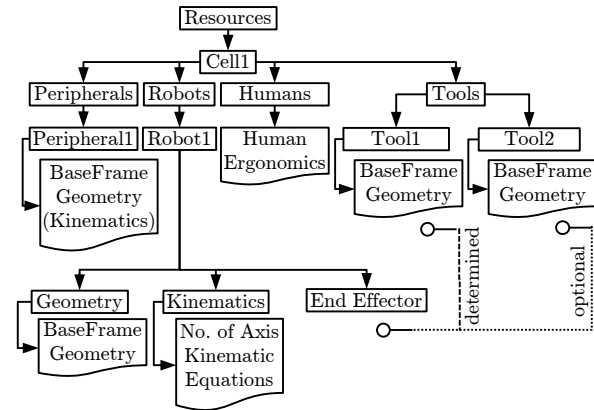 Resources
Cell1
Peripherals
Robots
Humans
Tools
Peripheral1
Robot1
Human
Ergonomics
Tool1
Tool2
BaseFrame
Geometry
(Kinematics)
BaseFrame
Geometry
BaseFrame
Geometry
determined
optional
Geometry
Kinematics
End Effector
BaseFrame
Geometry
No. of Axis
Kinematic
Equations